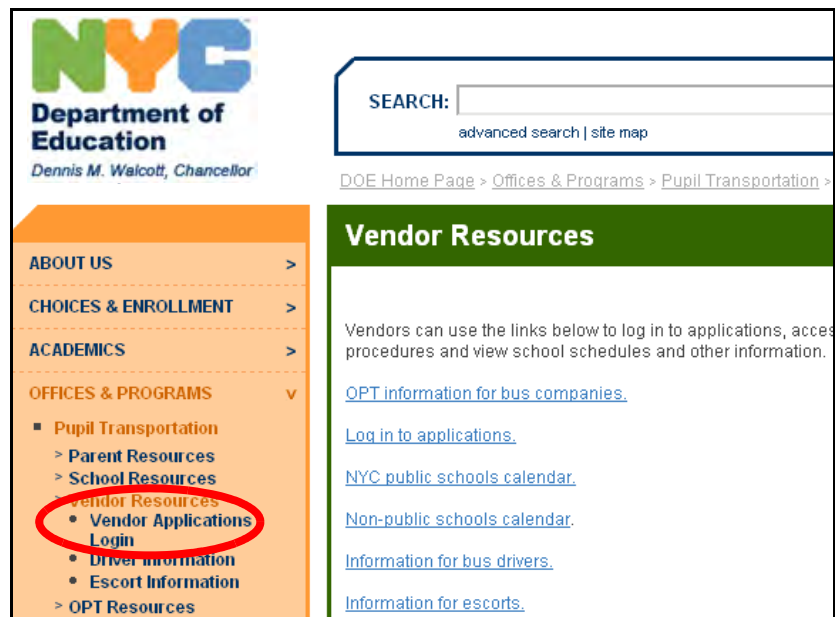 NYC
Department of
Education
Dennis M. Walcott, Chancellor
SEARCH:
advanced search | site map
DOE Home Page > Offices & Programs > Pupil Transportation >
ABOUT US >
CHOICES & ENROLLMENT >
ACADEMICS >
OFFICES & PROGRAMS v
Pupil Transportation
> Parent Resources
> School Resources
> Vendor Resources
• Vendor Applications
Login
• Driver Information
• Escort Information
> OPT Resources
Vendor Resources
Vendors can use the links below to log in to applications, acces
procedures and view school schedules and other information.
OPT information for bus companies.
Log in to applications.
NYC public schools calendar.
Non-public schools calendar.
Information for bus drivers.
Information for escorts.